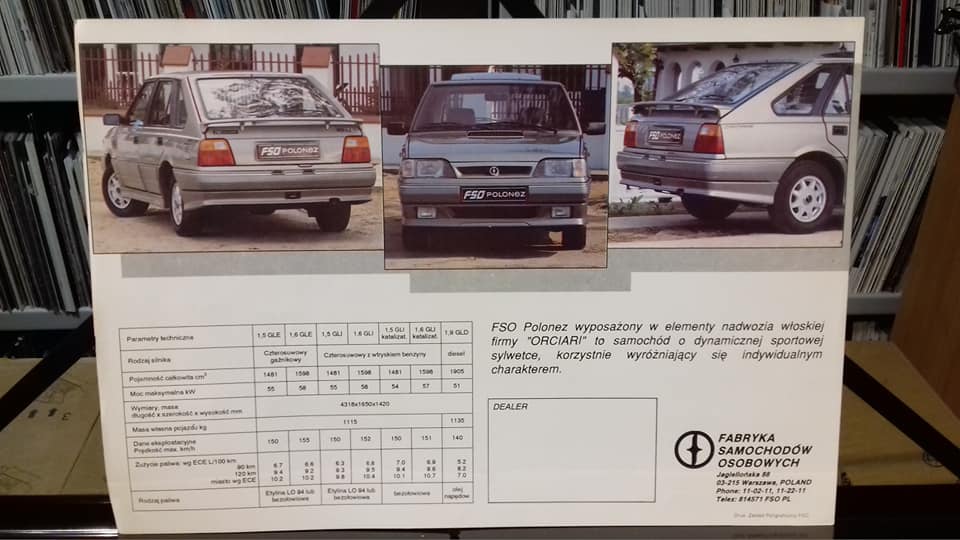 FSO POLONEZ
FSO POLONEZ
Parametry techniczne 1,5 GLE 1,6 GLE 1,5 GLI 1,6 GLI 1,5 GLI katalizat. 1,6 GLI katalizat. 1,9 GLD
Rodzaj silnika Czterosuwowy gaźnikowy Czterosuwowy z wtryskiem benzyny diesel
Pojemność całkowita cm³ 1481 1598 1481 1598 1481 1598 1905
Moc maksymalna kW 55 58 55 58 54 57 51
Wymiary, masa
długość x szerokość x wysokość mm 4318x1650x1420
Masa własna pojazdu kg 1115 1135
Dane eksploatacyjne
Prędkość max. km/h 150 155 150 152 150 151 140
Zużycie paliwa: wg ECE L/100 km
90 km 6.7 6.6 6.3 6.8 7.0 6.9 5.2
120 km 9.4 9.2 9.3 9.5 9.4 9.6 8.2
miasto wg ECE 10.2 10.2 9.8 10.4 10.1 10.7 7.0
Rodzaj paliwa Etylina LO 94 lub bezołowiowa Etylina LO 94 lub bezołowiowa bezołowiowa olej napędow.
FSO Polonez wyposażony w elementy nadwozia włoskiej
firmy "ORCIARI" to samochód o dynamicznej sportowej
sylwetce, korzystnie wyróżniający się indywidualnym
charakterem.
DEALER
FABRYKA
SAMOCHODÓW
OSOBOWYCH
Jagiellońska 88
03-215 Warszawa, POLAND
Phone: 11-02-11, 11-22-11
Telex: 814571 FSO PL
Druk. Zakład Poligraficzny FSO